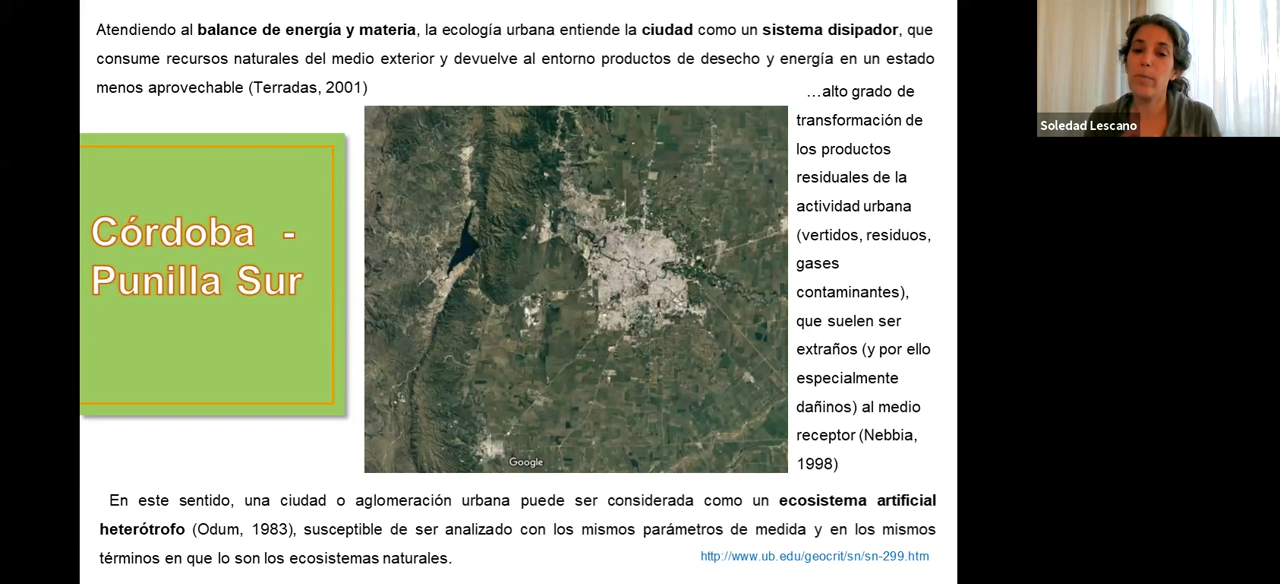 Atendiendo al balance de energía y materia, la ecología urbana entiende la ciudad como un sistema disipador, que
consume recursos naturales del medio exterior y devuelve al entorno productos de desecho y energía en un estado
menos aprovechable (Terradas, 2001)
…alto grado de
transformación de
los productos
residuales de la
actividad urbana
(vertidos, residuos,
gases
contaminantes),
que suelen ser
extraños (y por ello
especialmente
dañinos) al medio
receptor (Nebbia,
1998)
Córdoba -
Punilla Sur
Google
En este sentido, una ciudad o aglomeración urbana puede ser considerada como un ecosistema artificial
heterótrofo (Odum, 1983), susceptible de ser analizado con los mismos parámetros de medida y en los mismos
términos en que lo son los ecosistemas naturales.
http://www.ub.edu/geocrit/sn/sn-299.htm
Soledad Lescano